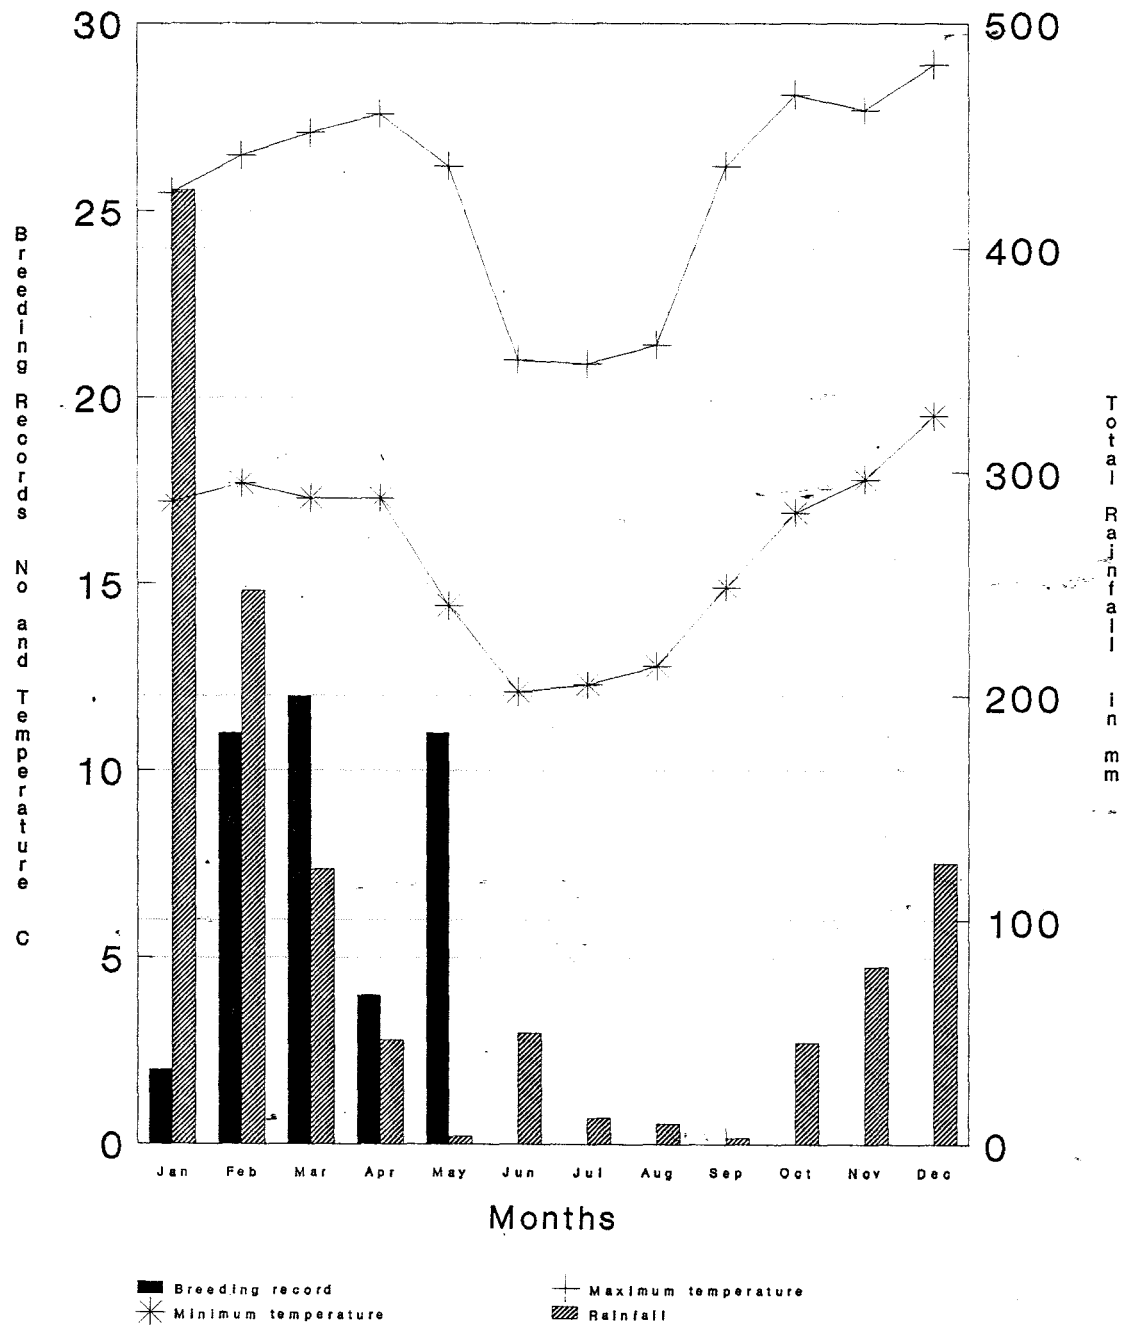 30
25
20
15
10
5
0
500
400
300
200
100
0
Breeding Records No and Temperature C
Total Rainfall in mm
Jan Feb Mar Apr May Jun Jul Aug Sep Oct Nov Dec
Months
Breeding record
Maximum temperature
Minimum temperature
Rainfall